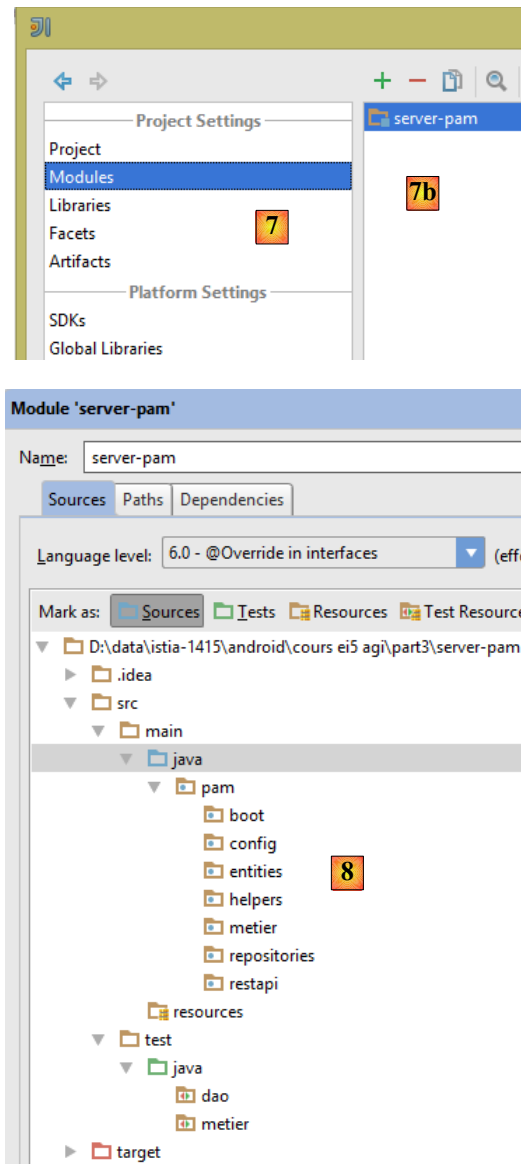 Project Settings
server-pam
Project
Modules
7b
Libraries
7
Facets
Artifacts
Platform Settings
SDKs
Global Libraries
Module 'server-pam'
Name: server-pam
Sources Paths Dependencies
Language level: 6.0 - @Override in interfaces (effe
Mark as: Sources Tests Resources Test Resource
D:\data\istia-1415\android\cours ei5 agi\part3\server-pam
.idea
src
main
java
pam
boot
config
entities
8
helpers
metier
repositories
restapi
resources
test
java
dao
metier
target